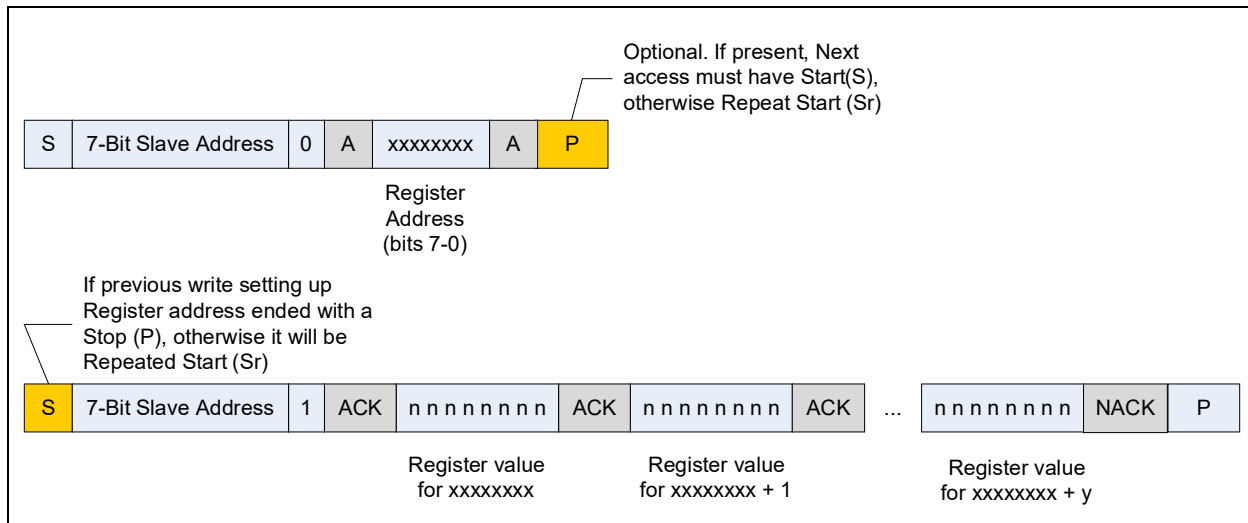 Optional. If present, Next
access must have Start(S),
otherwise Repeat Start (Sr)
S 7-Bit Slave Address 0 A xxxxxxxx A P
Register
Address
(bits 7-0)
If previous write setting up
Register address ended with a
Stop (P), otherwise it will be
Repeated Start (Sr)
S 7-Bit Slave Address 1 ACK n n n n n n n n ACK n n n n n n n n ACK ... n n n n n n n n NACK P
Register value
for xxxxxxxx
Register value
for xxxxxxxx + 1
Register value
for xxxxxxxx + y